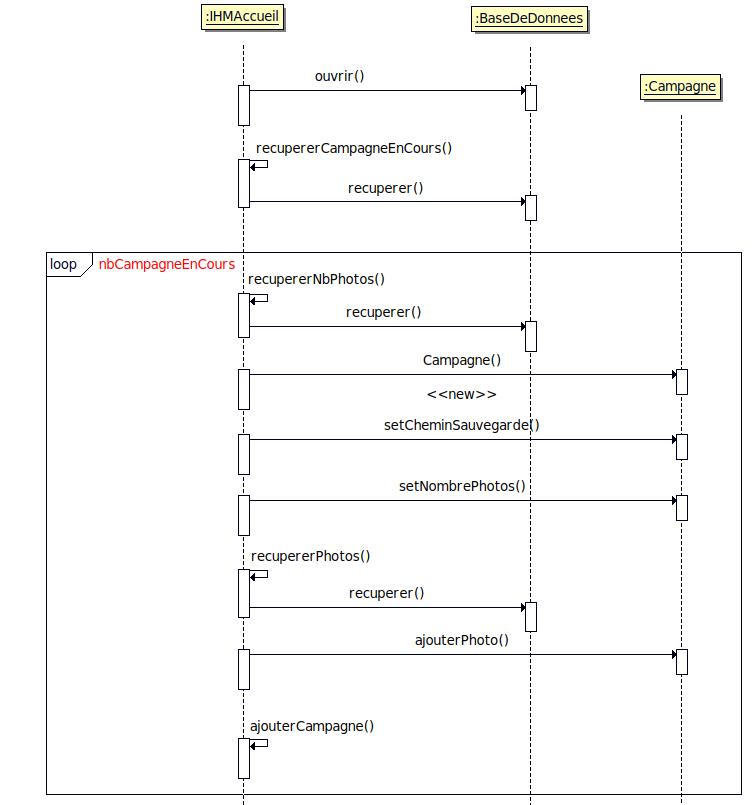 :IHMAccueil
:BaseDeDonnees
:Campagne
ouvrir()
recupererCampagneEnCours()
recuperer()
loop
nbCampagneEnCours
recupererNbPhotos()
recuperer()
Campagne()
<<new>>
setCheminSauvegarde()
setNombrePhotos()
recupererPhotos()
recuperer()
ajouterPhoto()
ajouterCampagne()